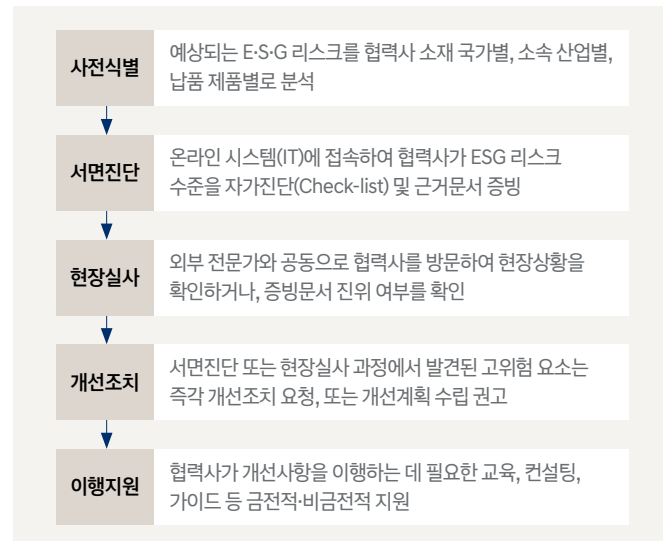 사전식별
예상되는 E·S·G 리스크를 협력사 소재 국가별, 소속 산업별,
납품 제품별로 분석
서면진단
온라인 시스템(IT)에 접속하여 협력사가 ESG 리스크
수준을 자가진단(Check-list) 및 근거문서 증빙
현장실사
외부 전문가와 공동으로 협력사를 방문하여 현장상황을
확인하거나, 증빙문서 진위 여부를 확인
개선조치
서면진단 또는 현장실사 과정에서 발견된 고위험 요소는
즉각 개선조치 요청, 또는 개선계획 수립 권고
이행지원
협력사가 개선사항을 이행하는 데 필요한 교육, 컨설팅,
가이드 등 금전적·비금전적 지원